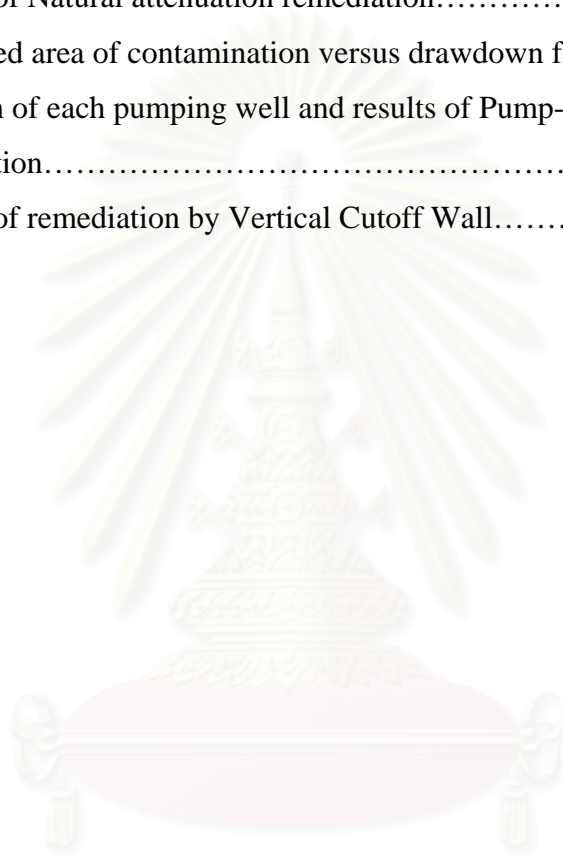 of Natural attenuation remediation…………
ed area of contamination versus drawdown f
of each pumping well and results of Pump-
tion……………………………………………
of remediation by Vertical Cutoff Wall……